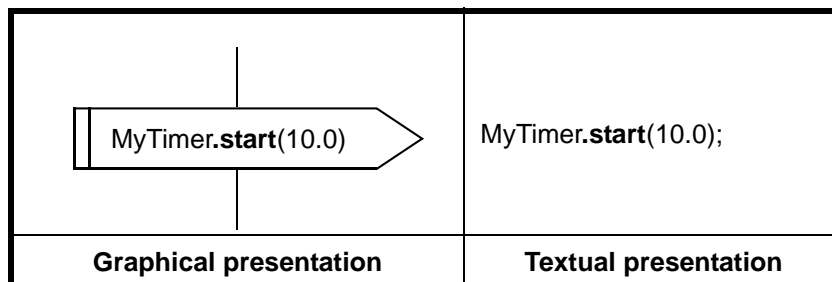 MyTimer.start(10.0)
MyTimer.start(10.0);
Graphical presentation
Textual presentation